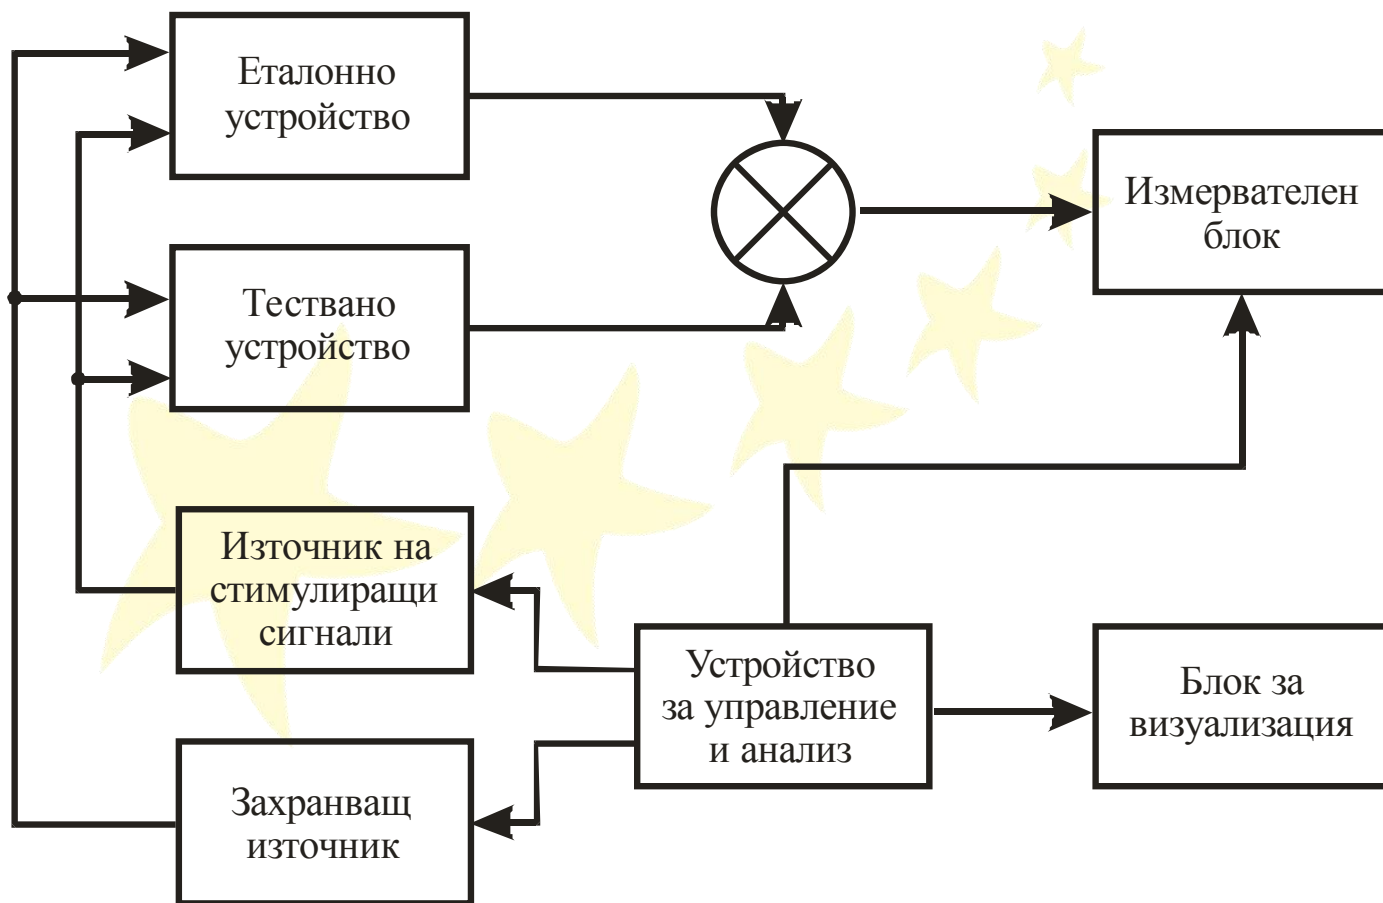 Еталонно
устройство
Измервателен
блок
Тествано
устройство
Източник на
стимулиращи
сигнали
Устройство
за управление
и анализ
Блок за
визуализация
Захранващ
източник